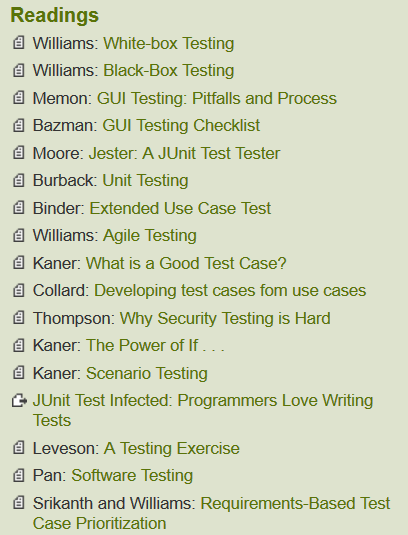 Readings
Williams: White-box Testing
Williams: Black-Box Testing
Memon: GUI Testing: Pitfalls and Process
Bazman: GUI Testing Checklist
Moore: Jester: A JUnit Test Tester
Burback: Unit Testing
Binder: Extended Use Case Test
Williams: Agile Testing
Kaner: What is a Good Test Case?
Collard: Developing test cases fom use cases
Thompson: Why Security Testing is Hard
Kaner: The Power of If . . .
Kaner: Scenario Testing
JUnit Test Infected: Programmers Love Writing
Tests
Leveson: A Testing Exercise
Pan: Software Testing
Srikanth and Williams: Requirements-Based Test
Case Prioritization